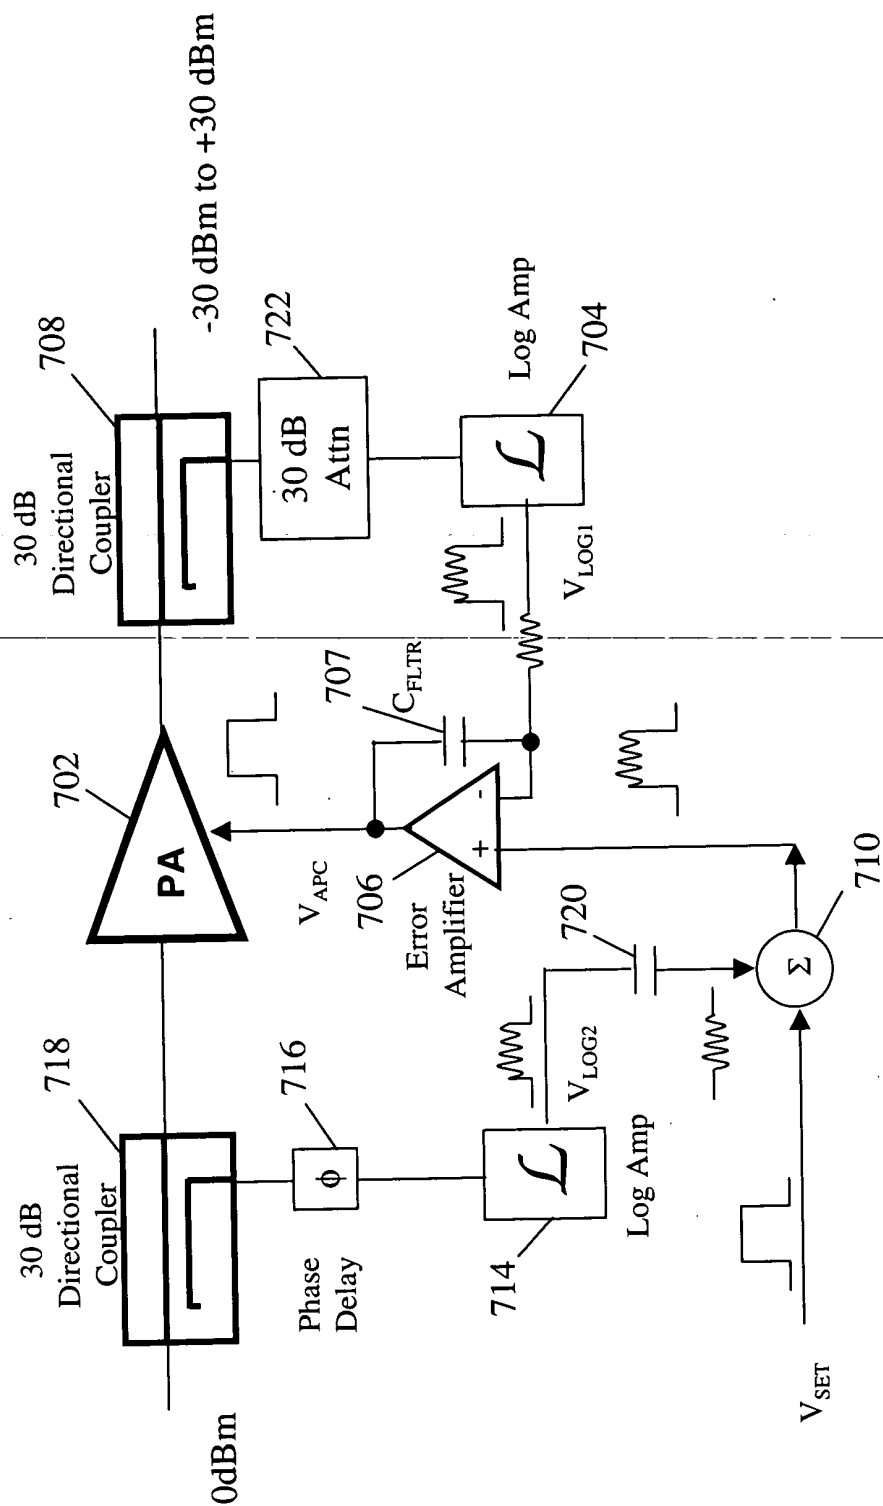 30 dB
Directional
Coupler
718
0dBm
Phase
Delay
ϕ
716
ℒ
714
Log Amp
V_LOG2
720
V_SET
Σ
710
PA
702
V_APC
706
Error
Amplifier
+
-
707
C_FLTR
30 dB
Directional
Coupler
708
-30 dBm to +30 dBm
30 dB
Attn
722
ℒ
Log Amp
704
V_LOG1